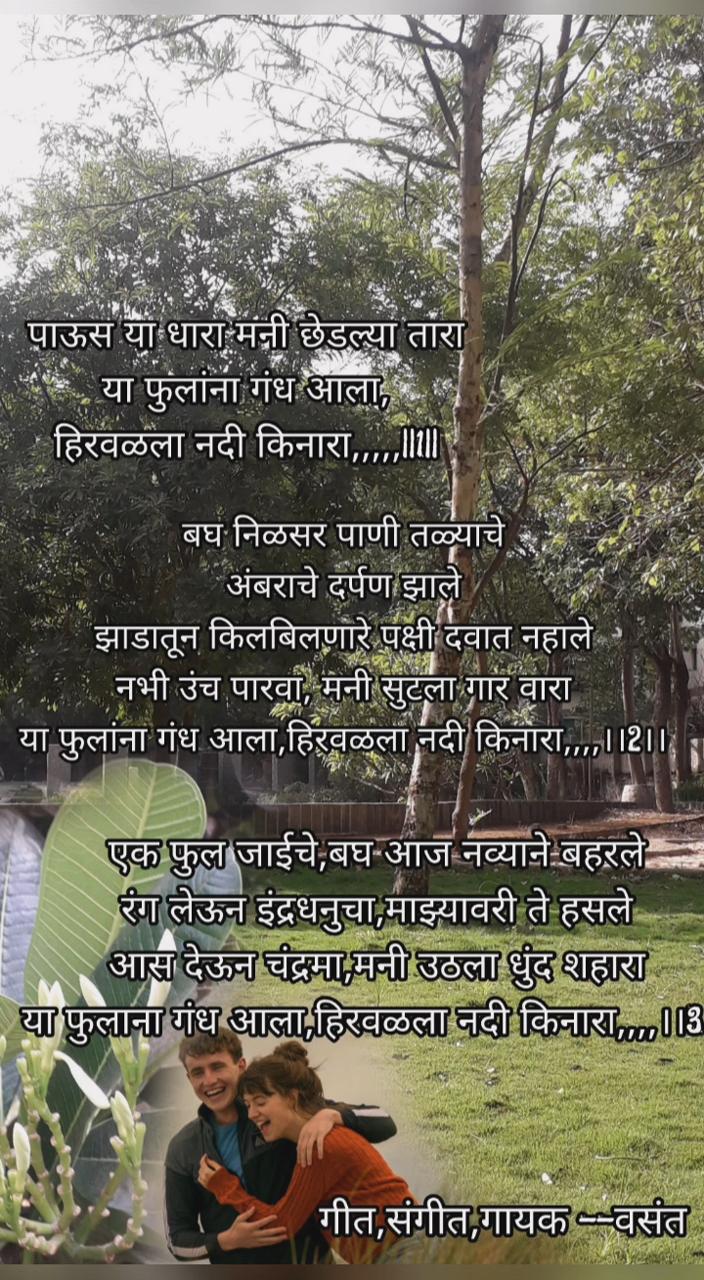 पाऊस या धारा मनी छेडल्या तारा
या फुलांना गंध आला,
हिरवळला नदी किनारा,,,,,||1||
बघ निळसर पाणी तळ्याचे
अंबराचे दर्पण झाले
झाडातून किलबिलणारे पक्षी दवात नहाले
नभी उंच पारवा, मनी सुटला गार वारा
या फुलांना गंध आला,हिरवळला नदी किनारा,,,,।।2।।
एक फुल जाईचे,बघ आज नव्याने बहरले
रंग लेऊन इंद्रधनुचा,माझ्यावरी ते हसले
आस देऊन चंद्रमा,मनी उठला धुंद शहारा
या फुलाना गंध आला,हिरवळला नदी किनारा,,,,।।3
गीत,संगीत,गायक --वसंत